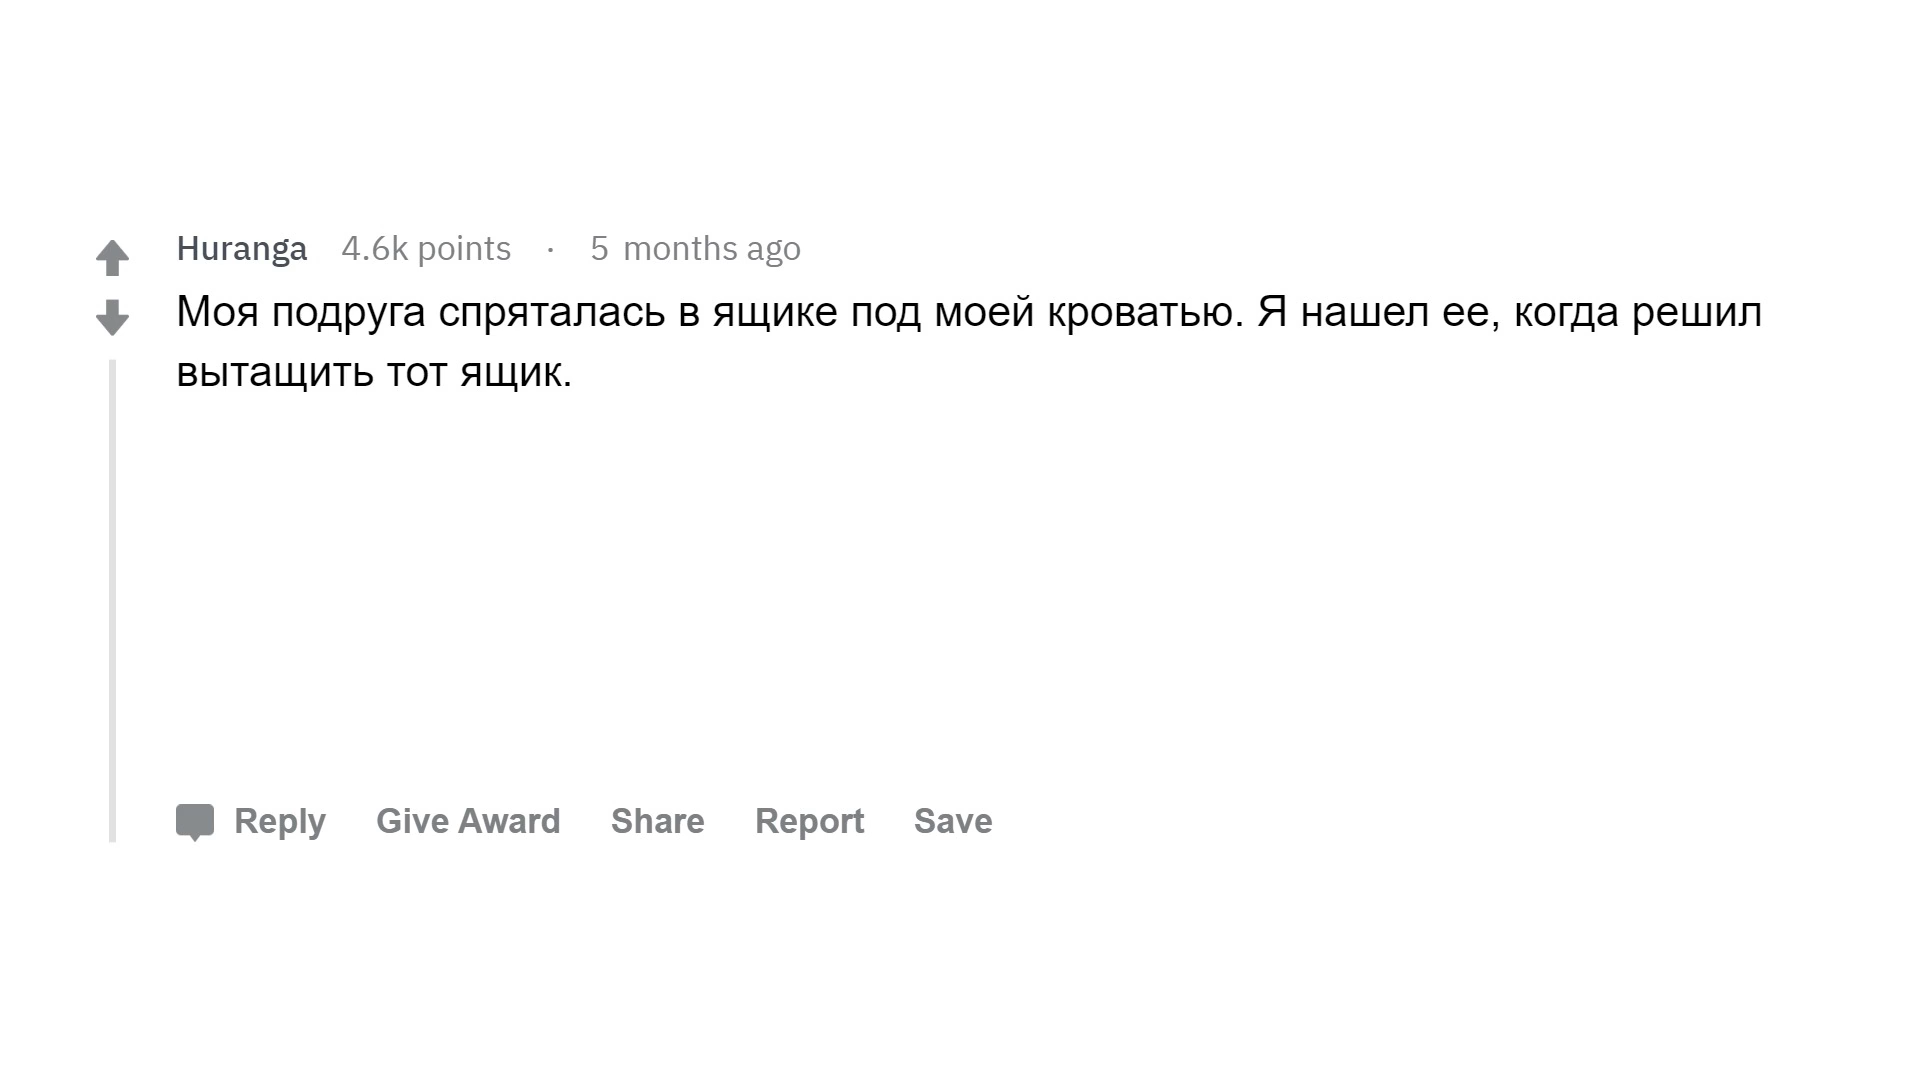 Huranga 4.6k points · 5 months ago
Моя подруга спряталась в ящике под моей кроватью. Я нашел ее, когда решил
вытащить тот ящик.
Reply Give Award Share Report Save